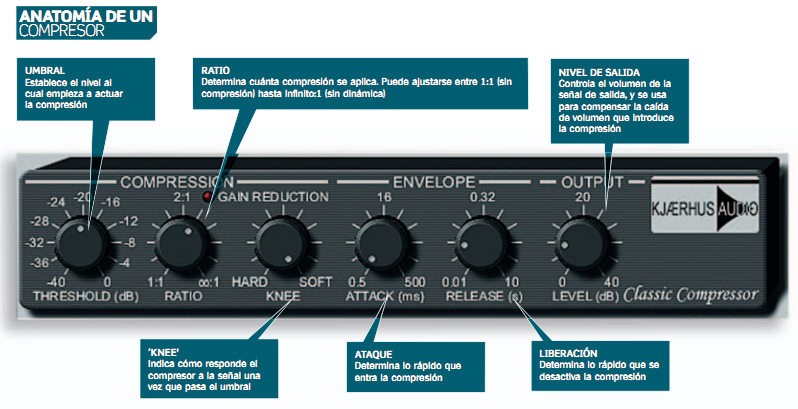 ANATOMÍA DE UN
COMPRESOR
UMBRAL
Establece el nivel al
cual empieza a actuar
la compresión
RATIO
Determina cuánta compresión se aplica. Puede ajustarse entre 1:1 (sin
compresión) hasta infinito:1 (sin dinámica)
NIVEL DE SALIDA
Controla el volumen de la
señal de salida, y se usa
para compensar la caída
de volumen que introduce
la compresión
COMPRESSION
ENVELOPE
OUTPUT
-40
-36
-32
-28
-24
-20
-16
-12
-8
-4
0
THRESHOLD (dB)
2:1
GAIN REDUCTION
1:1
∞:1
RATIO
HARD
SOFT
KNEE
16
0.5
500
ATTACK (ms)
0.32
0.01
10
RELEASE (s)
20
0
40
LEVEL (dB)
KJÆRHUS AUDIO
Classic Compressor
'KNEE'
Indica cómo responde el
compresor a la señal una
vez que pasa el umbral
ATAQUE
Determina lo rápido que
entra la compresión
LIBERACIÓN
Determina lo rápido que se
desactiva la compresión